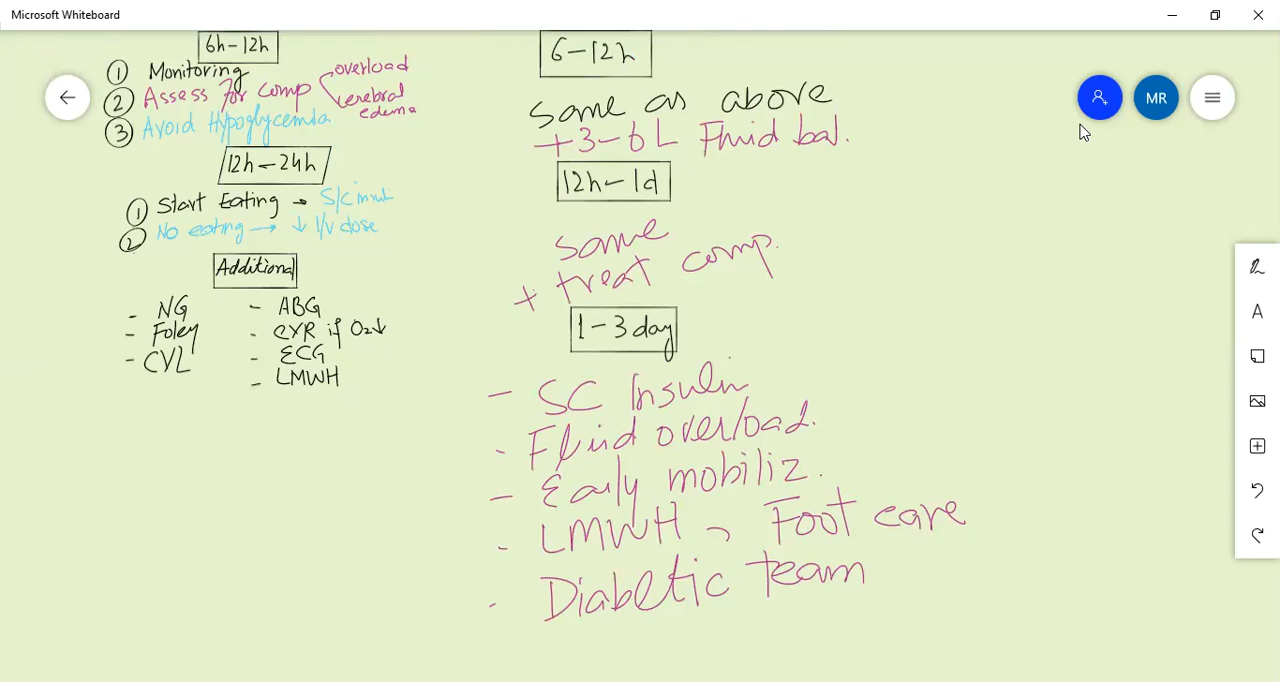 Microsoft Whiteboard
6h-12h
① Monitoring
② Assess for comp overload
cerebral edema
③ Avoid Hypoglycemia
12h-24h
① Start Eating → S/C insuli
② No eating → ↓ I/V dose
Additional
- NG
- Foley
- CVL
- ABG
- CXR if O2↓
- ECG
- LMWH
6-12h
same as above
+3-6L Fluid bal.
12h-1d
same
+ treat comp.
1-3 day
- SC Insulin
- Fluid overload.
- Early mobiliz.
- LMWH, Foot care
- Diabetic team
MR
A